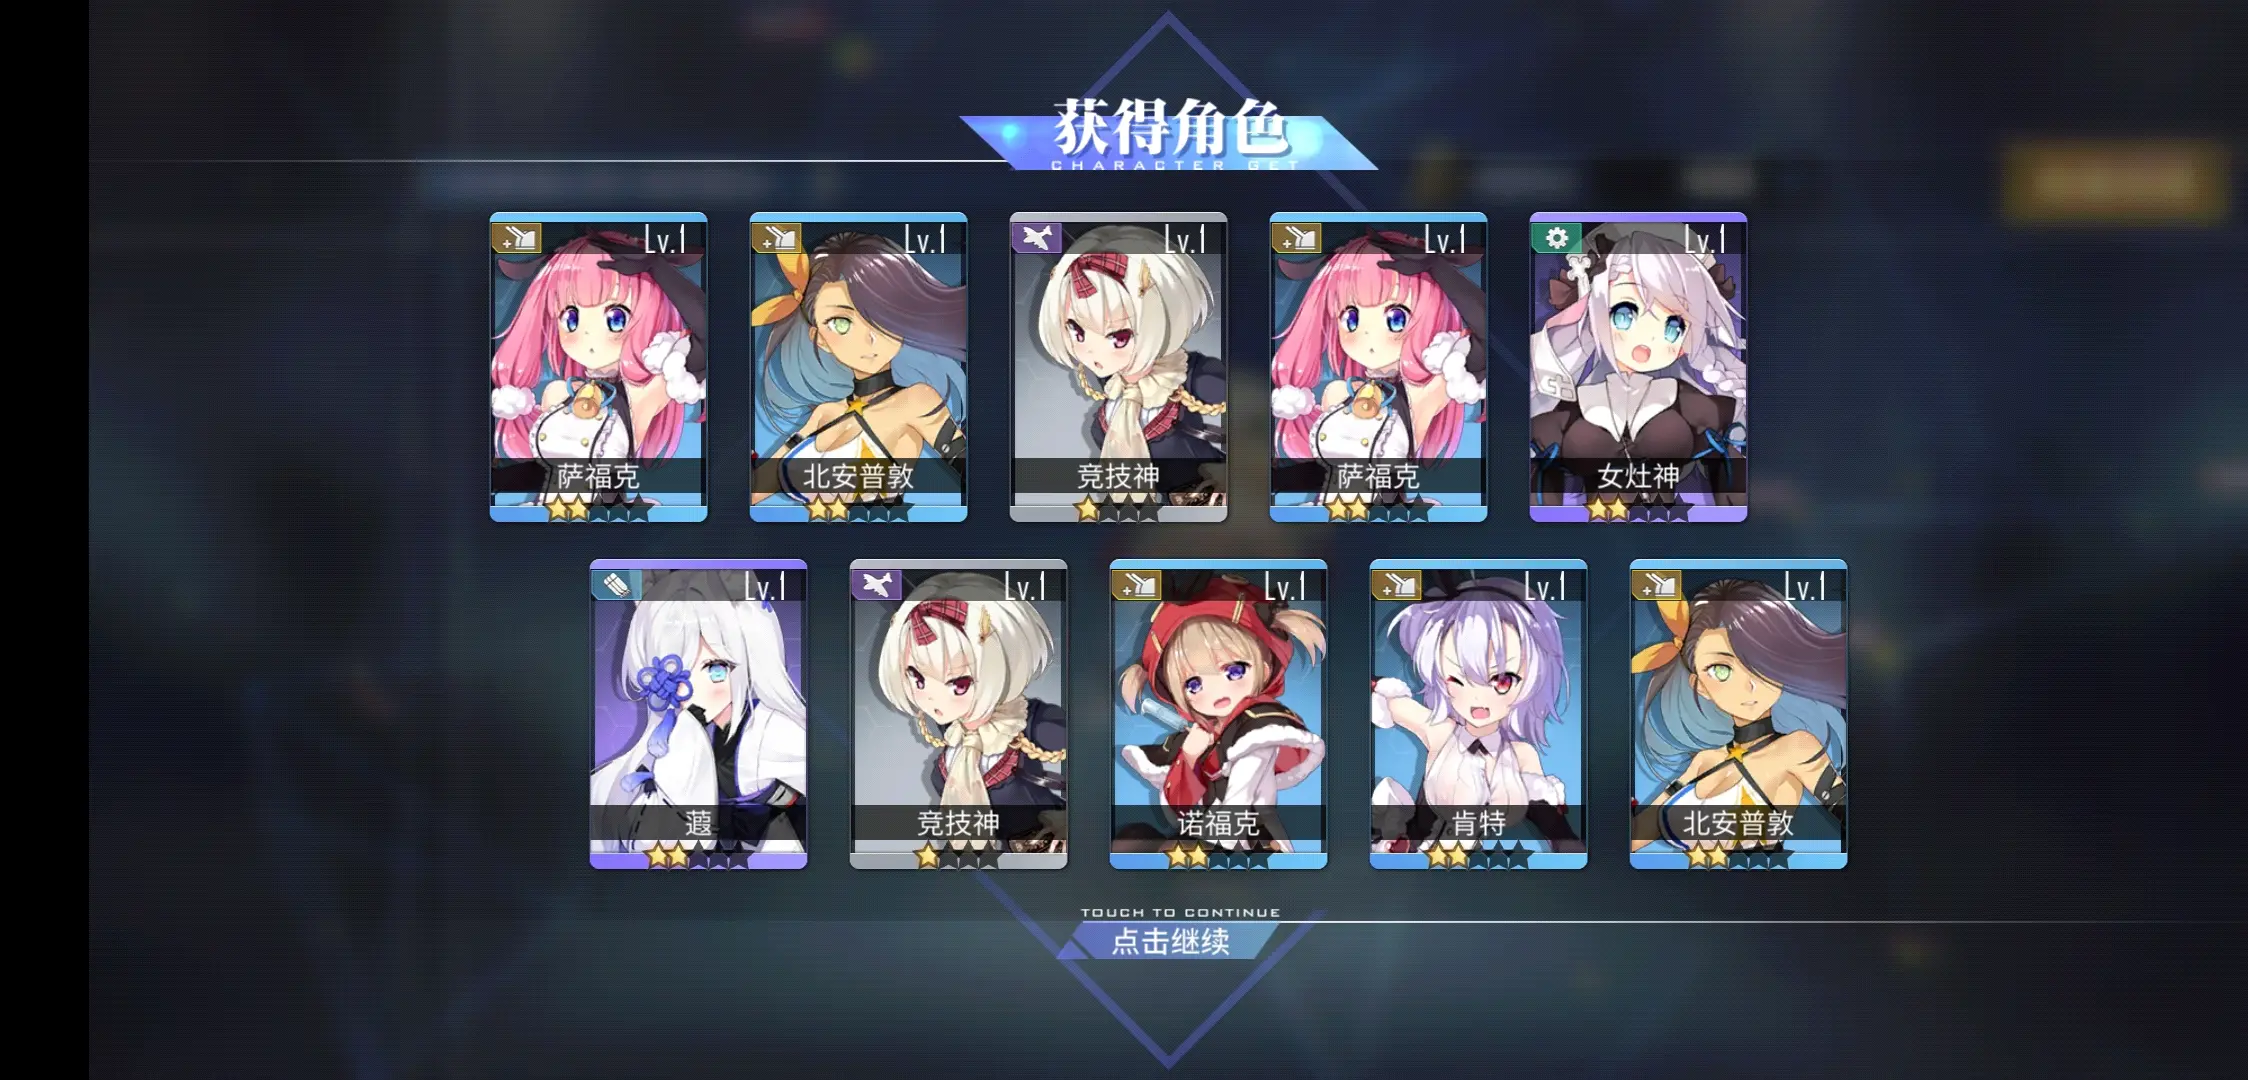 获得角色
CHARACTER GET
Lv.1
Lv.1
Lv.1
Lv.1
Lv.1
萨福克
北安普敦
竞技神
萨福克
女灶神
Lv.1
Lv.1
Lv.1
Lv.1
Lv.1
蕸
竞技神
诺福克
肯特
北安普敦
TOUCH TO CONTINUE
点击继续